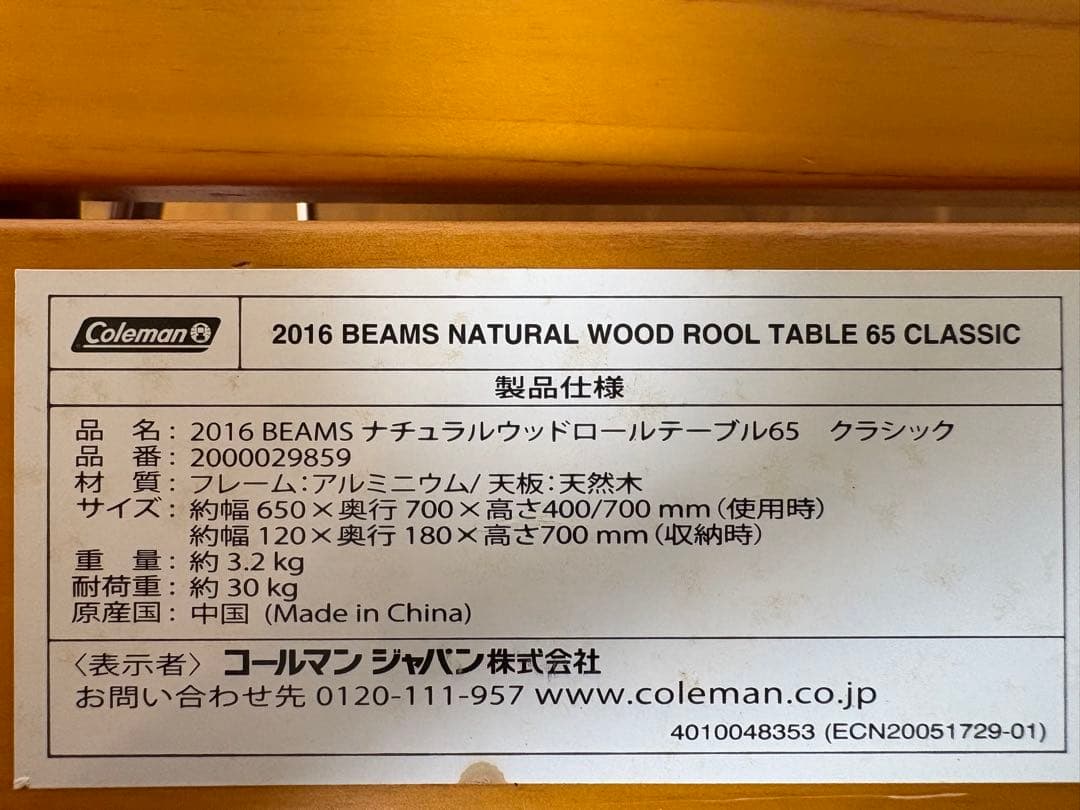 Coleman
2016 BEAMS NATURAL WOOD ROOL TABLE 65 CLASSIC
製品仕様
品 名：2016 BEAMS ナチュラルウッドロールテーブル65 クラシック
品 番：2000029859
材 質：フレーム：アルミニウム/ 天板：天然木
サイズ：約幅 650×奥行 700×高さ400/700 mm（使用時）
約幅 120×奥行 180×高さ700 mm（収納時）
重 量：約 3.2 kg
耐荷重：約 30 kg
原産国：中国 (Made in China)
〈表示者〉コールマン ジャパン株式会社
お問い合わせ先 0120-111-957 www.coleman.co.jp
4010048353 (ECN20051729-01)